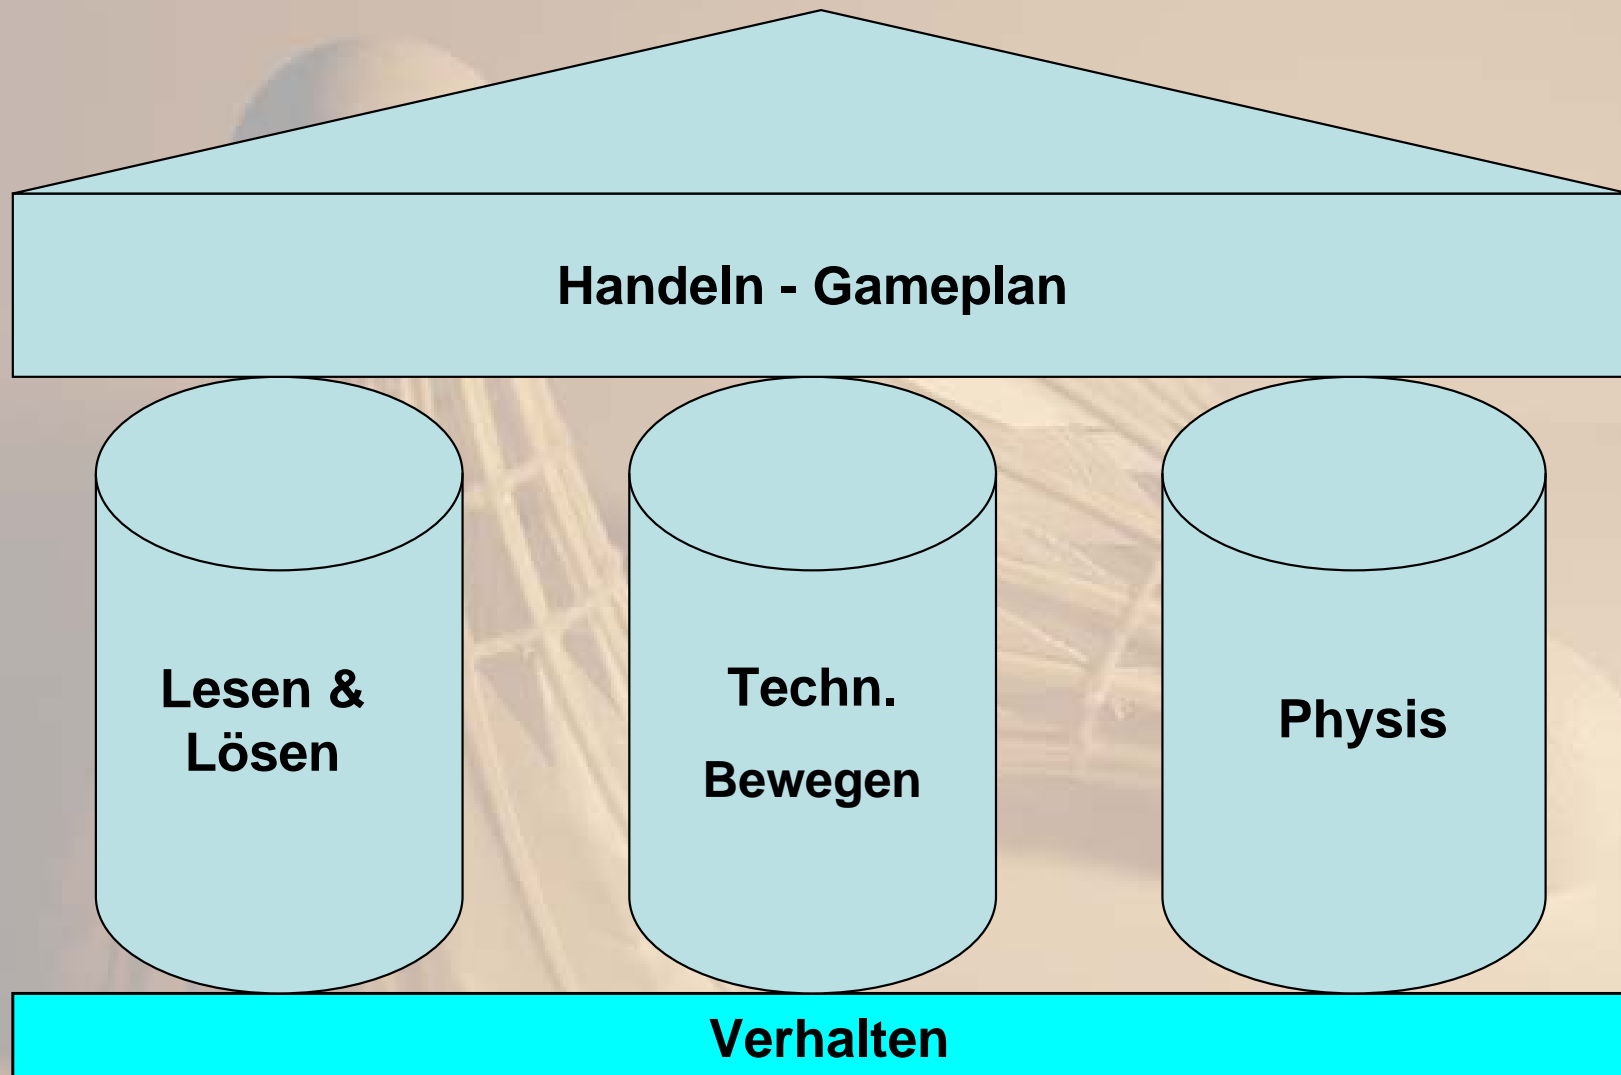 Handeln - Gameplan
Lesen &
Lösen
Techn.
Bewegen
Physis
Verhalten